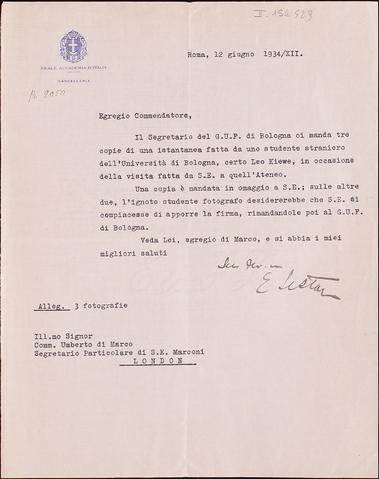 I-154529
REALE ACCADEMIA D'ITALIA
CANCELLERIA
Roma, 12 giugno 1934/XII.
Egregio Commendatore,
Il Segretario del G.U.F. di Bologna ci manda tre
copie di una istantanea fatta da uno studente straniero
dell'Università di Bologna, certo Leo Kiewe, in occasione
della visita fatta da S.E. a quell'Ateneo.
Una copia è mandata in omaggio a S.E.; sulle altre
due, l'ignoto studente fotografo desidererebbe che S.E. si
compiacesse di apporre la firma, rimandandole poi al G.U.F.
di Bologna.
Veda Lei, egregio di Marco, e si abbia i miei
migliori saluti
Alleg. 3 fotografie
Ill.mo Signor
Comm. Umberto di Marco
Segretario Particolare di S.E. Marconi
LONDON